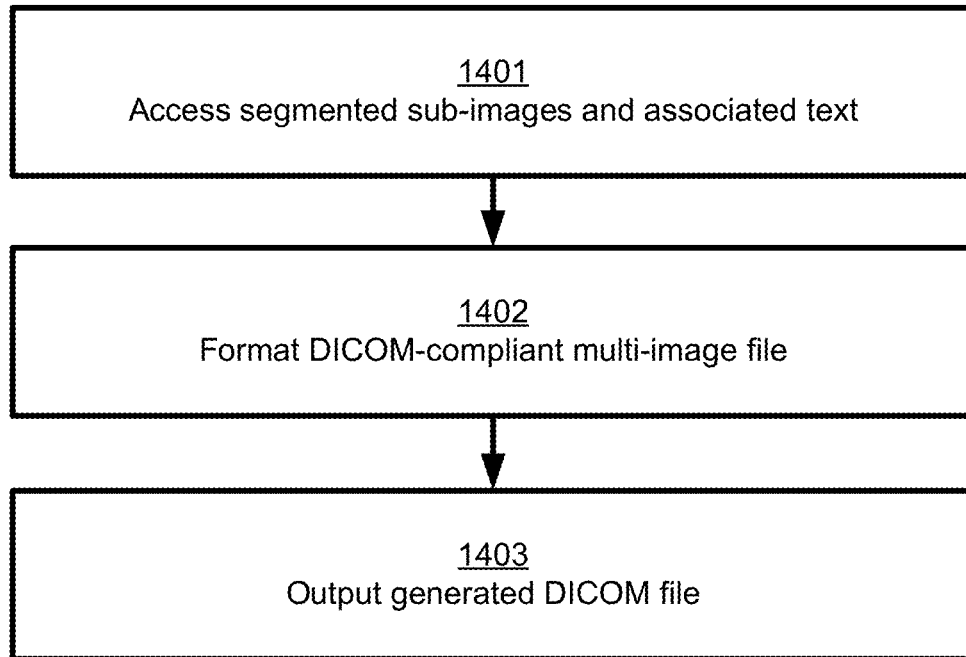 1401
Access segmented sub-images and associated text
1402
Format DICOM-compliant multi-image file
1403
Output generated DICOM file